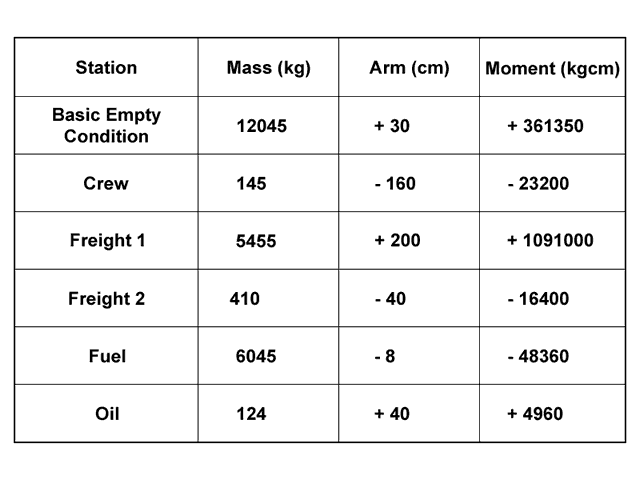 Station Mass (kg) Arm (cm) Moment (kgcm)
Basic Empty
Condition 12045 + 30 + 361350
Crew 145 - 160 - 23200
Freight 1 5455 + 200 + 1091000
Freight 2 410 - 40 - 16400
Fuel 6045 - 8 - 48360
Oil 124 + 40 + 4960